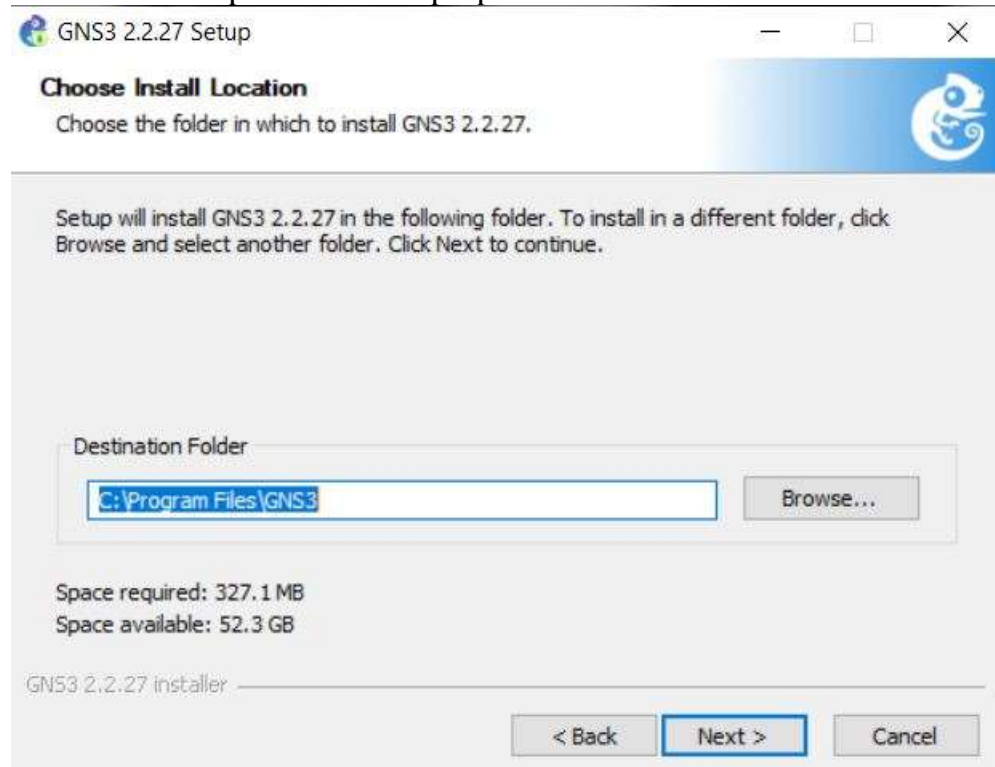 GNS3 2.2.27 Setup
Choose Install Location
Choose the folder in which to install GNS3 2.2.27.
Setup will install GNS3 2.2.27 in the following folder. To install in a different folder, click
Browse and select another folder. Click Next to continue.
Destination Folder
C:\Program Files\GNS3
Browse...
Space required: 327.1 MB
Space available: 52.3 GB
GNS3 2.2.27 installer
< Back Next > Cancel